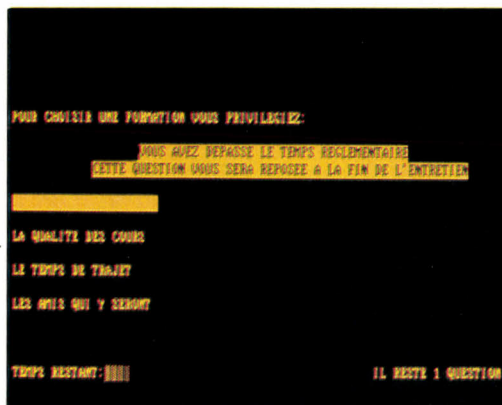 POUR CHOISIR UNE FORMATION VOUS PRIVILEGIEZ:
VOUS AVEZ DEPASSE LE TEMPS REGLEMENTAIRE
CETTE QUESTION VOUS SERA REPOSEE A LA FIN DE L'ENTRETIEN
LA QUALITE DES COURS
LE TEMPS DE TRAJET
LES AMIS QUI Y SERONT
TEMPS RESTANT:
IL RESTE 1 QUESTION